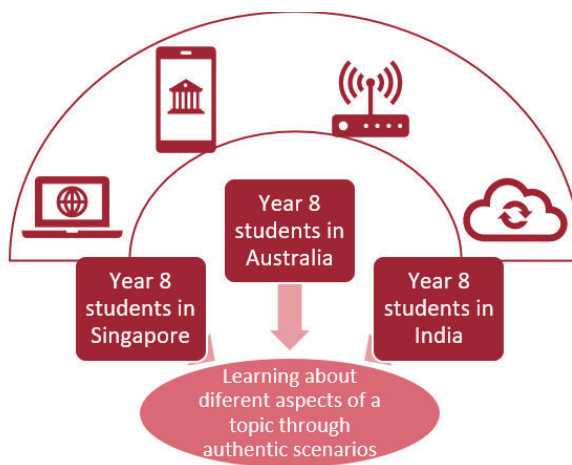 Year 8
students in
Australia
Year 8
students in
Singapore
Year 8
students in
India
Learning about
diferent aspects of a
topic through
authentic scenarios